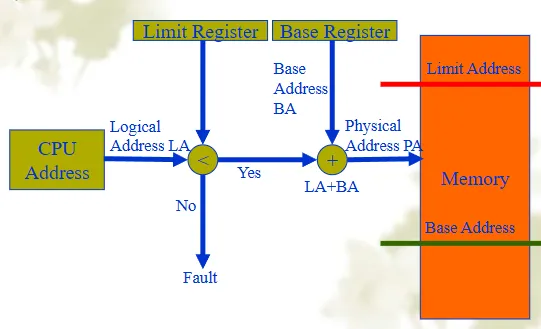 Limit Register
Base Register
Base
Address
BA
Limit Address
Logical
Address LA
Physical
Address PA
CPU
Address
<
+
Yes
LA+BA
Memory
No
Base Address
Fault